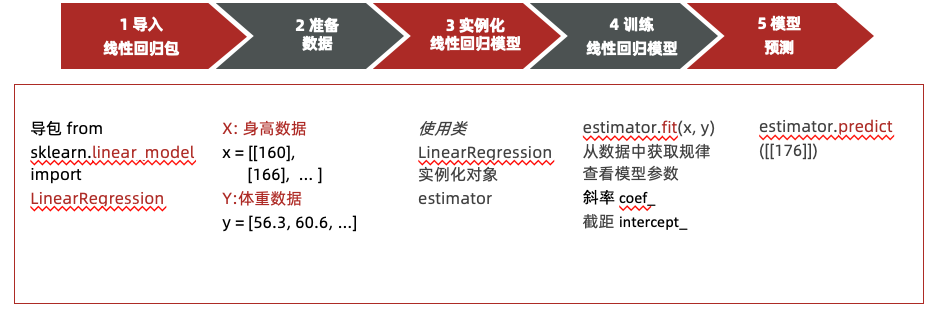 1 导入
线性回归包
2 准备
数据
3 实例化
线性回归模型
4 训练
线性回归模型
5 模型
预测
导包 from
sklearn.linear_model
import
LinearRegression
X: 身高数据
x = [[160],
[166], ... ]
Y:体重数据
y = [56.3, 60.6, ...]
使用类
LinearRegression
实例化对象
estimator
estimator.fit(x, y)
从数据中获取规律
查看模型参数
斜率 coef_
截距 intercept_
estimator.predict
([[176]])